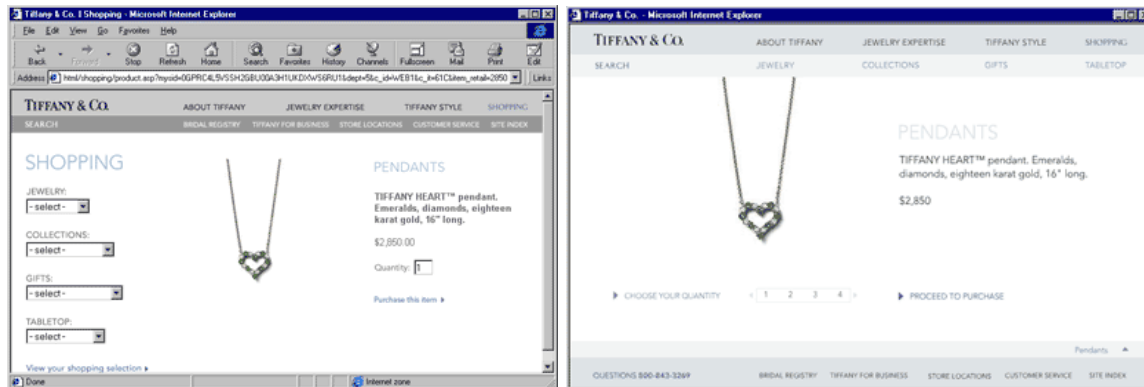 Tiffany & Co. | Shopping - Microsoft Internet Explorer
File Edit View Go Favorites Help
Back Forward Stop Refresh Home Search Favorites History Channels Fullscreen Mail Print Edit
Address Links
TIFFANY & CO. ABOUT TIFFANY JEWELRY EXPERTISE TIFFANY STYLE SHOPPING
SEARCH BRIDAL REGISTRY TIFFANY FOR BUSINESS STORE LOCATIONS CUSTOMER SERVICE SITE INDEX
SHOPPING
JEWELRY:
- select -
COLLECTIONS:
- select -
GIFTS:
- select -
TABLETOP:
- select -
View your shopping selection
PENDANTS
TIFFANY HEART™ pendant.
Emeralds, diamonds, eighteen
karat gold, 16" long.
$2,850.00
Quantity: 1
Purchase this item
Done Internet zone
Tiffany & Co. - Microsoft Internet Explorer
TIFFANY & CO. ABOUT TIFFANY JEWELRY EXPERTISE TIFFANY STYLE SHOPPING
SEARCH JEWELRY COLLECTIONS GIFTS TABLETOP
PENDANTS
TIFFANY HEART™ pendant. Emeralds,
diamonds, eighteen karat gold, 16" long.
$2,850
CHOOSE YOUR QUANTITY 1 2 3 4 PROCEED TO PURCHASE
Pendants
QUESTIONS 800-843-3269 BRIDAL REGISTRY TIFFANY FOR BUSINESS STORE LOCATIONS CUSTOMER SERVICE SITE INDEX